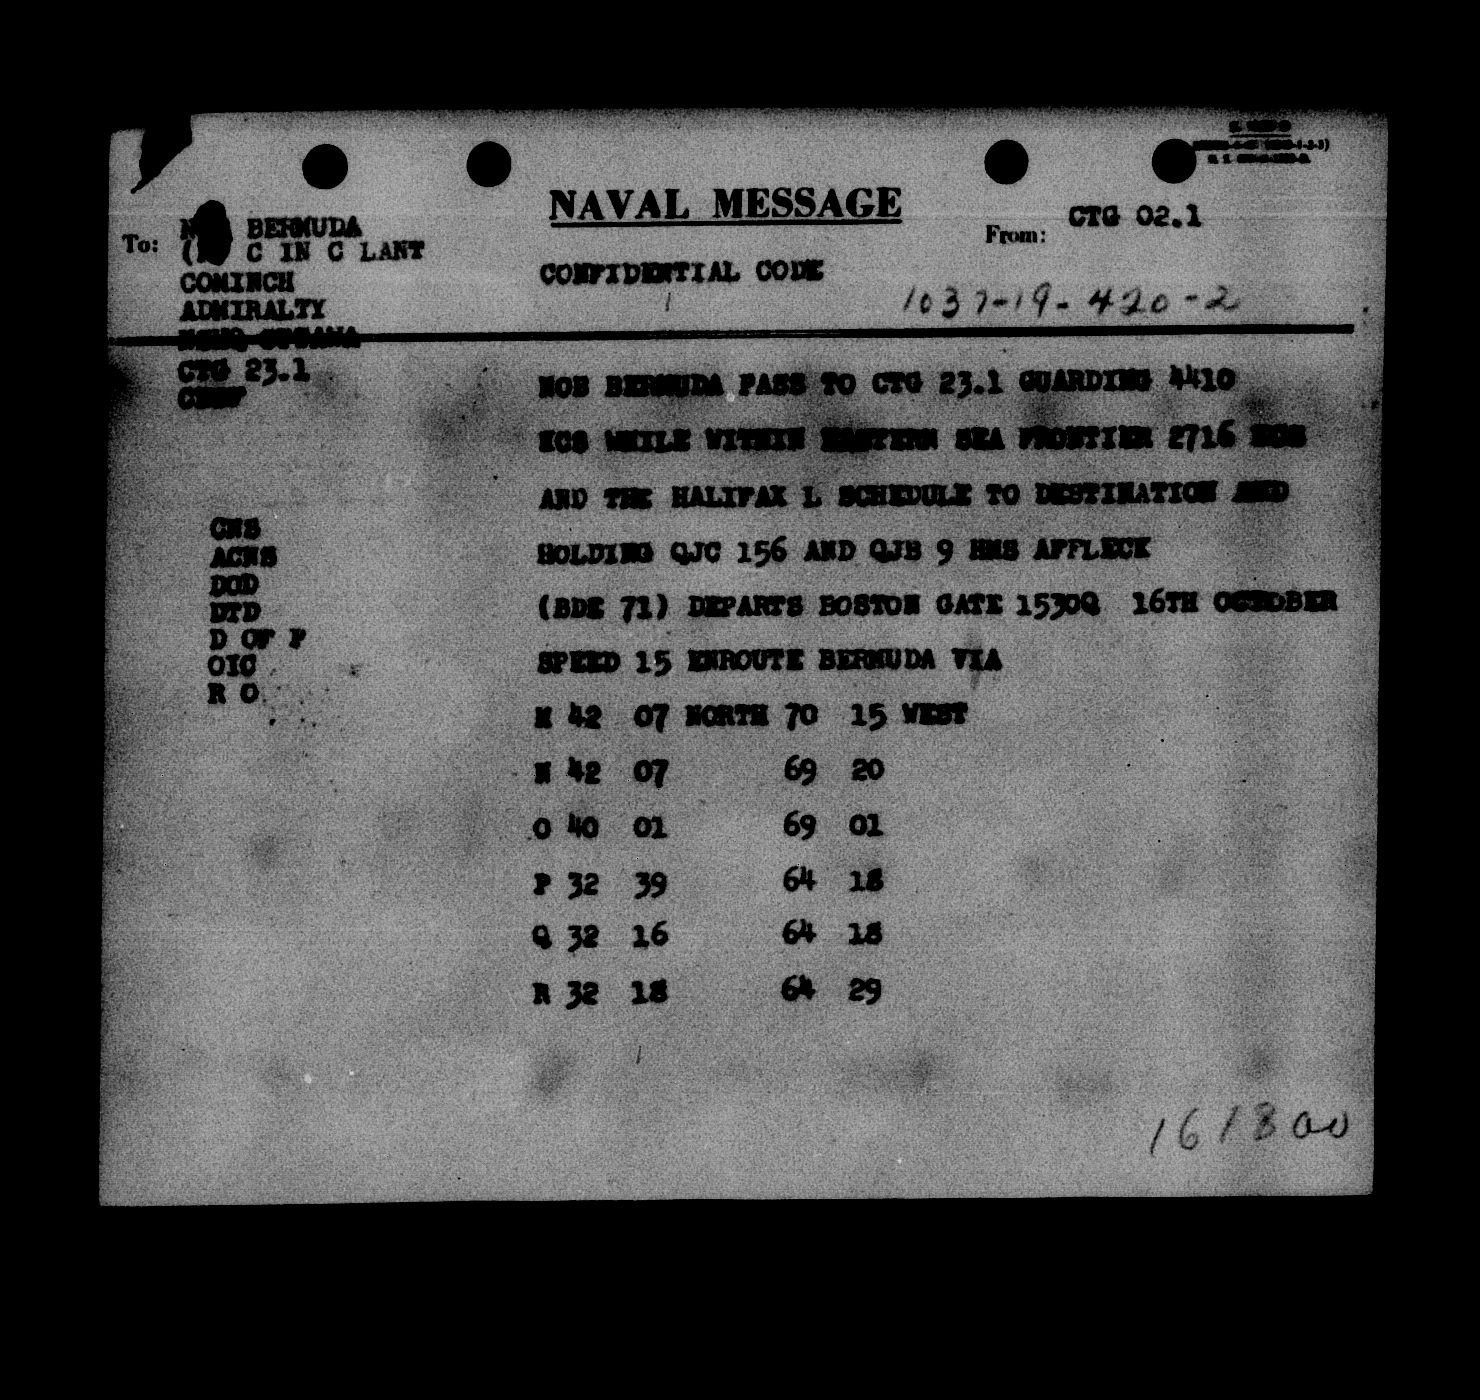 NAVAL MESSAGE
To: BERMUDA
C IN C LANT
COMINCH
ADMIRALTY
CTG 23.1
From: CTG 02.1
CONFIDENTIAL CODE
1037-19-420-2
NOB BERMUDA PASS TO CTG 23.1 GUARDING 4410
KCS WHILE WITHIN EASTERN SEA FRONTIER 2716 KCS
AND THE HALIFAX L SCHEDULE TO DESTINATION AND
HOLDING QJC 156 AND QJB 9 HMS AFFLECK
(BDE 71) DEPARTS BOSTON GATE 1530Q 16TH OCTOBER
SPEED 15 ENROUTE BERMUDA VIA
M 42 07 NORTH 70 15 WEST
N 42 07 69 20
O 40 01 69 01
P 32 39 64 18
Q 32 16 64 18
R 32 18 64 29
CNS
ACNS
DOD
DTD
D OF P
OIC
R O